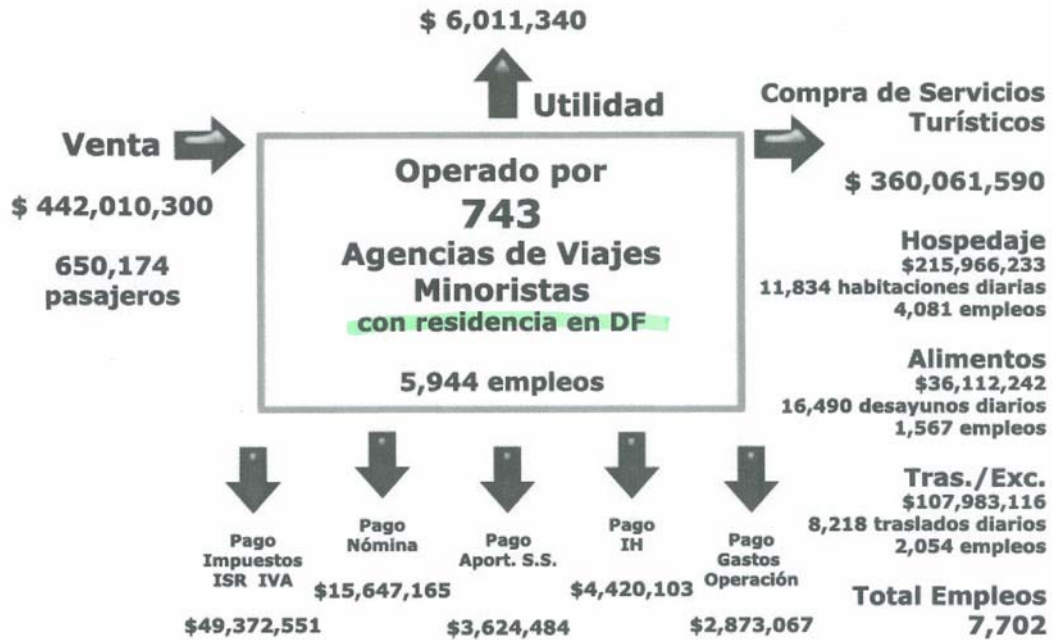 $ 6,011,340
Utilidad
Venta
$ 442,010,300
650,174
pasajeros
Operado por
743
Agencias de Viajes
Minoristas
con residencia en DF
5,944 empleos
Compra de Servicios
Turísticos
$ 360,061,590
Hospedaje
$215,966,233
11,834 habitaciones diarias
4,081 empleos
Alimentos
$36,112,242
16,490 desayunos diarios
1,567 empleos
Tras./Exc.
$107,983,116
8,218 traslados diarios
2,054 empleos
Total Empleos
7,702
Pago
Impuestos
ISR IVA
$49,372,551
Pago
Nómina
$15,647,165
Pago
Aport. S.S.
$3,624,484
Pago
IH
$4,420,103
Pago
Gastos
Operación
$2,873,067